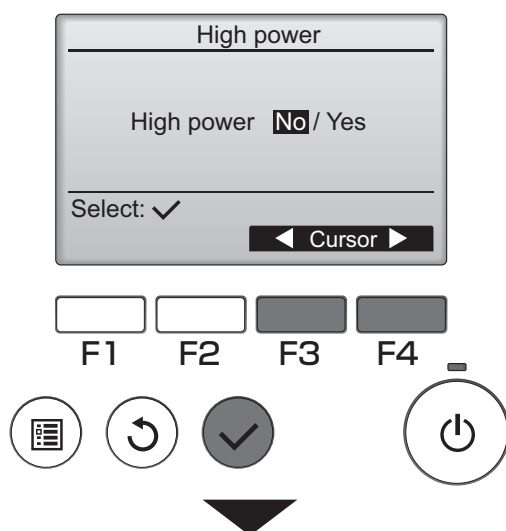 High power
High power No / Yes
Select: ✓
◀ Cursor ▶
F1 F2 F3 F4